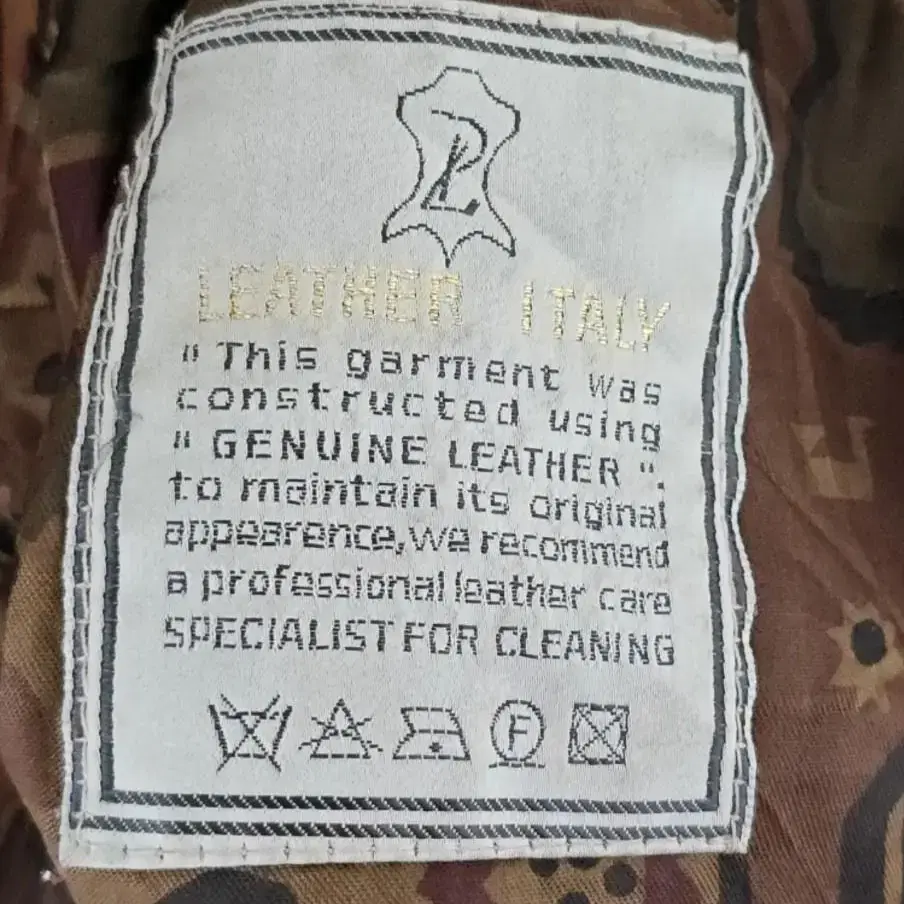 LEATHER ITALY
" This garment was
constructed using
" GENUINE LEATHER ".
to maintain its original
appearence, we recommend
a professional leather care
SPECIALIST FOR CLEANING
F